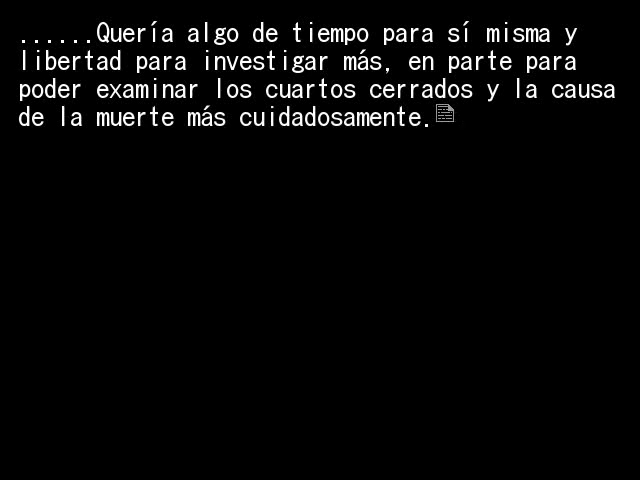 ......Quería algo de tiempo para sí misma y
libertad para investigar más, en parte para
poder examinar los cuartos cerrados y la causa
de la muerte más cuidadosamente.